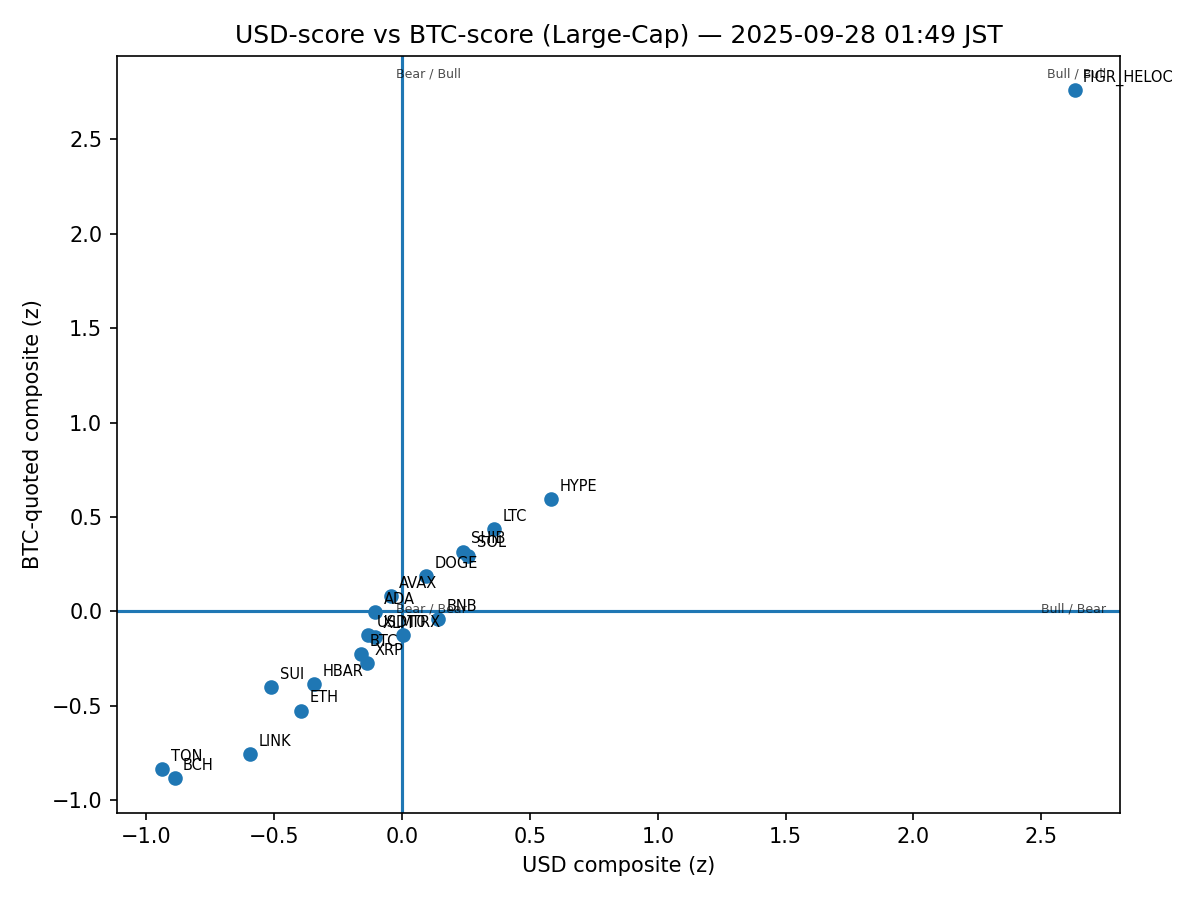 USD-score vs BTC-score (Large-Cap) — 2025-09-28 01:49 JST
Bear / Bull
Bull / Bull
FIGR_HELOC
2.5
2.0
1.5
1.0
0.5
0.0
−0.5
−1.0
BTC-quoted composite (z)
HYPE
LTC
SHIB
SOL
DOGE
AVAX
ADA
BNB
Bear / Bear
Bull / Bear
TRX
BTC
XRP
HBAR
SUI
ETH
LINK
TON
BCH
−1.0
−0.5
0.0
0.5
1.0
1.5
2.0
2.5
USD composite (z)